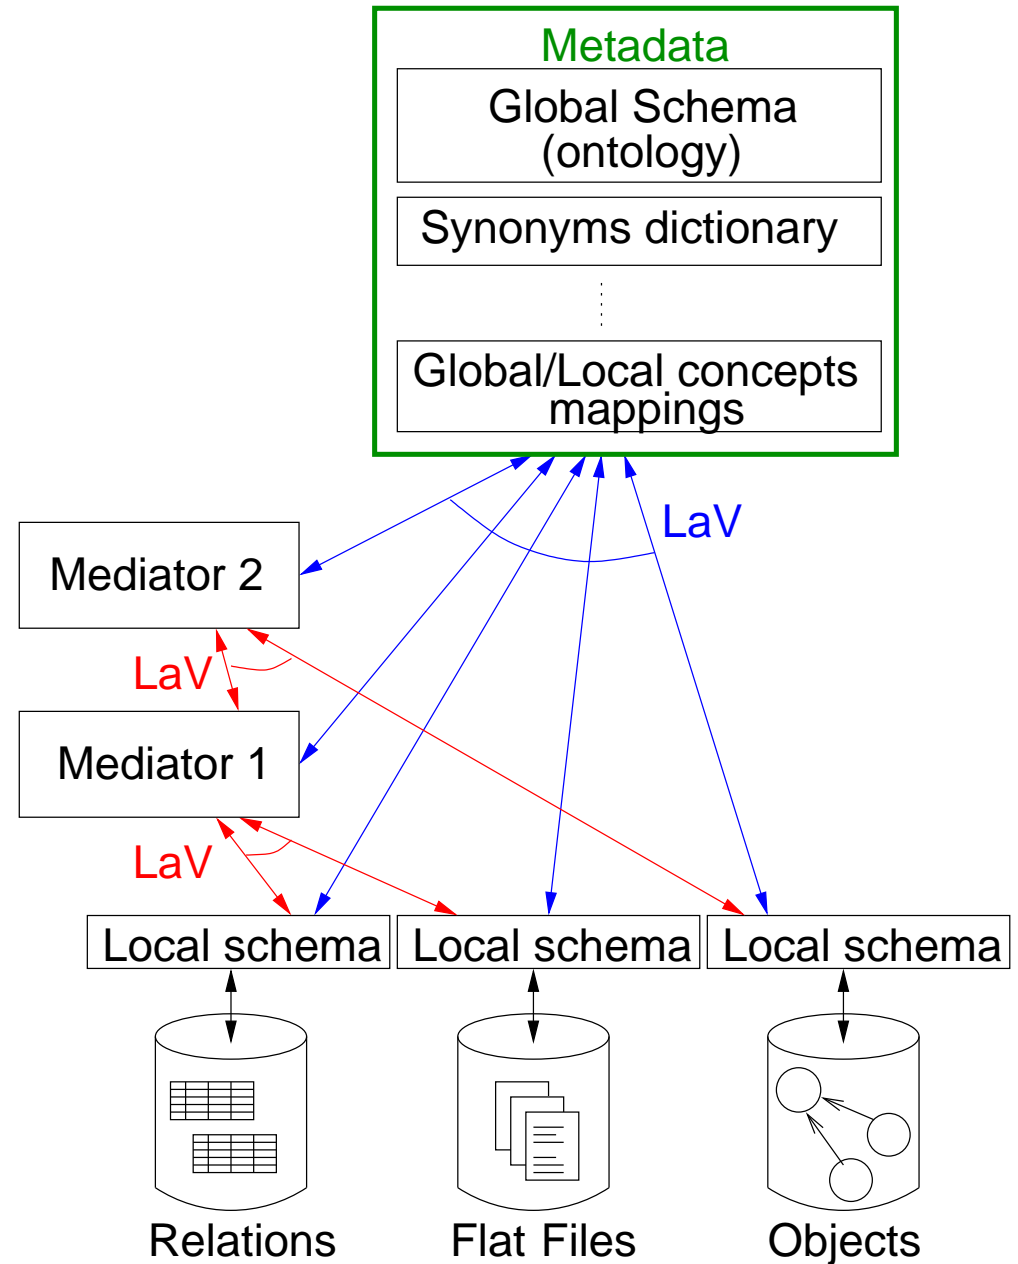 Metadata
Global Schema
(ontology)
Synonyms dictionary
Global/Local concepts
mappings
LaV
Mediator 2
LaV
Mediator 1
LaV
Local schema
Local schema
Local schema
Relations
Flat Files
Objects